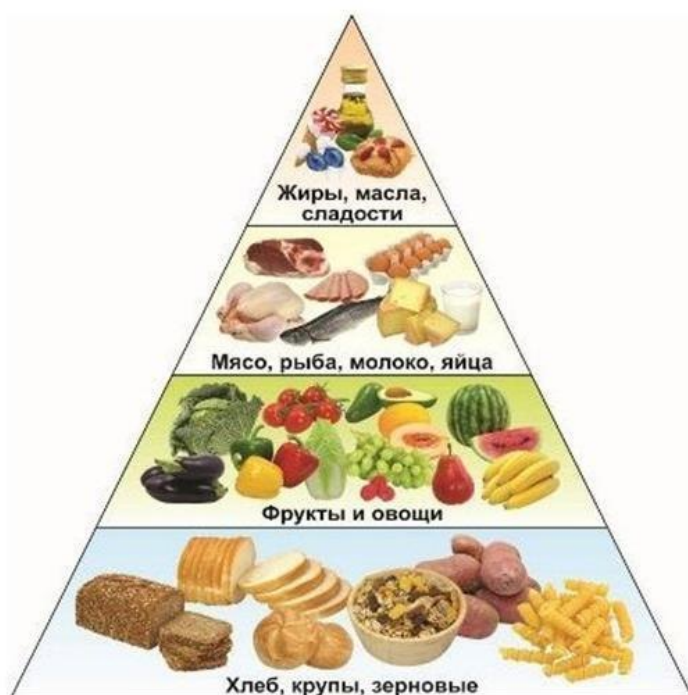 Жиры, масла,
сладости
Мясо, рыба, молоко, яйца
Фрукты и овощи
Хлеб, крупы, зерновые